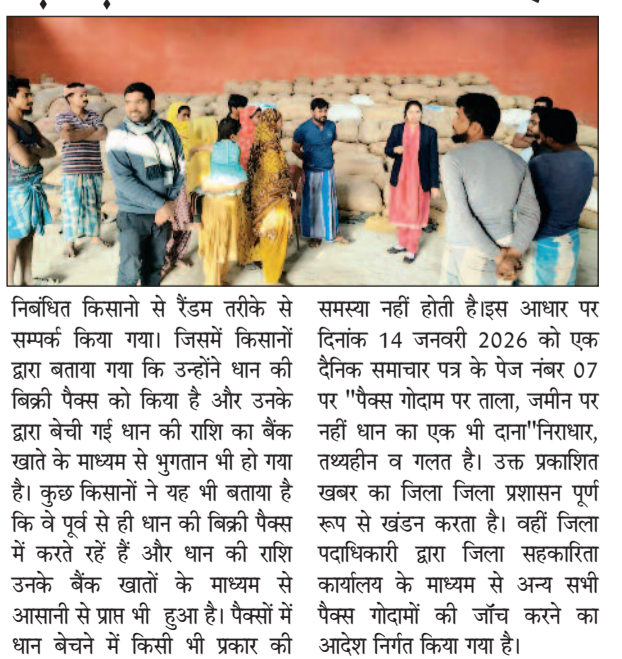 निबंधित किसानो से रैंडम तरीके से
सम्पर्क किया गया। जिसमें किसानों
द्वारा बताया गया कि उन्होंने धान की
बिक्री पैक्स को किया है और उनके
द्वारा बेची गई धान की राशि का बैंक
खाते के माध्यम से भुगतान भी हो गया
है। कुछ किसानों ने यह भी बताया है
कि वे पूर्व से ही धान की बिक्री पैक्स
में करते रहें हैं और धान की राशि
उनके बैंक खातों के माध्यम से
आसानी से प्राप्त भी हुआ है। पैक्सों में
धान बेचने में किसी भी प्रकार की
समस्या नहीं होती है।इस आधार पर
दिनांक 14 जनवरी 2026 को एक
दैनिक समाचार पत्र के पेज नंबर 07
पर "पैक्स गोदाम पर ताला, जमीन पर
नहीं धान का एक भी दाना"निराधार,
तथ्यहीन व गलत है। उक्त प्रकाशित
खबर का जिला जिला प्रशासन पूर्ण
रूप से खंडन करता है। वहीं जिला
पदाधिकारी द्वारा जिला सहकारिता
कार्यालय के माध्यम से अन्य सभी
पैक्स गोदामों की जॉंच करने का
आदेश निर्गत किया गया है।